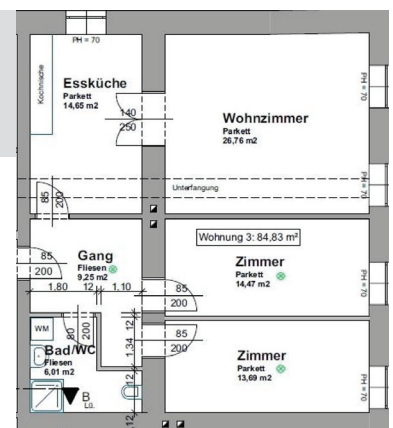 PH = 70
Kochnische
Essküche
Parkett
14,65 m2
140
250
Wohnzimmer
Parkett
26,76 m2
PH = 70
PH = 70
Unterfangung
85
200
Wohnung 3: 84,83 m²
Gang
Fliesen
9,25 m2
85
200
1,80 12 1,10
Zimmer
Parkett
14,47 m2
85
200
PH = 70
WM
80
200
12
1,34
85
200
Bad/WC
Fliesen
6,01 m2
B
Lü.
12
12
Zimmer
Parkett
13,69 m2
PH = 70